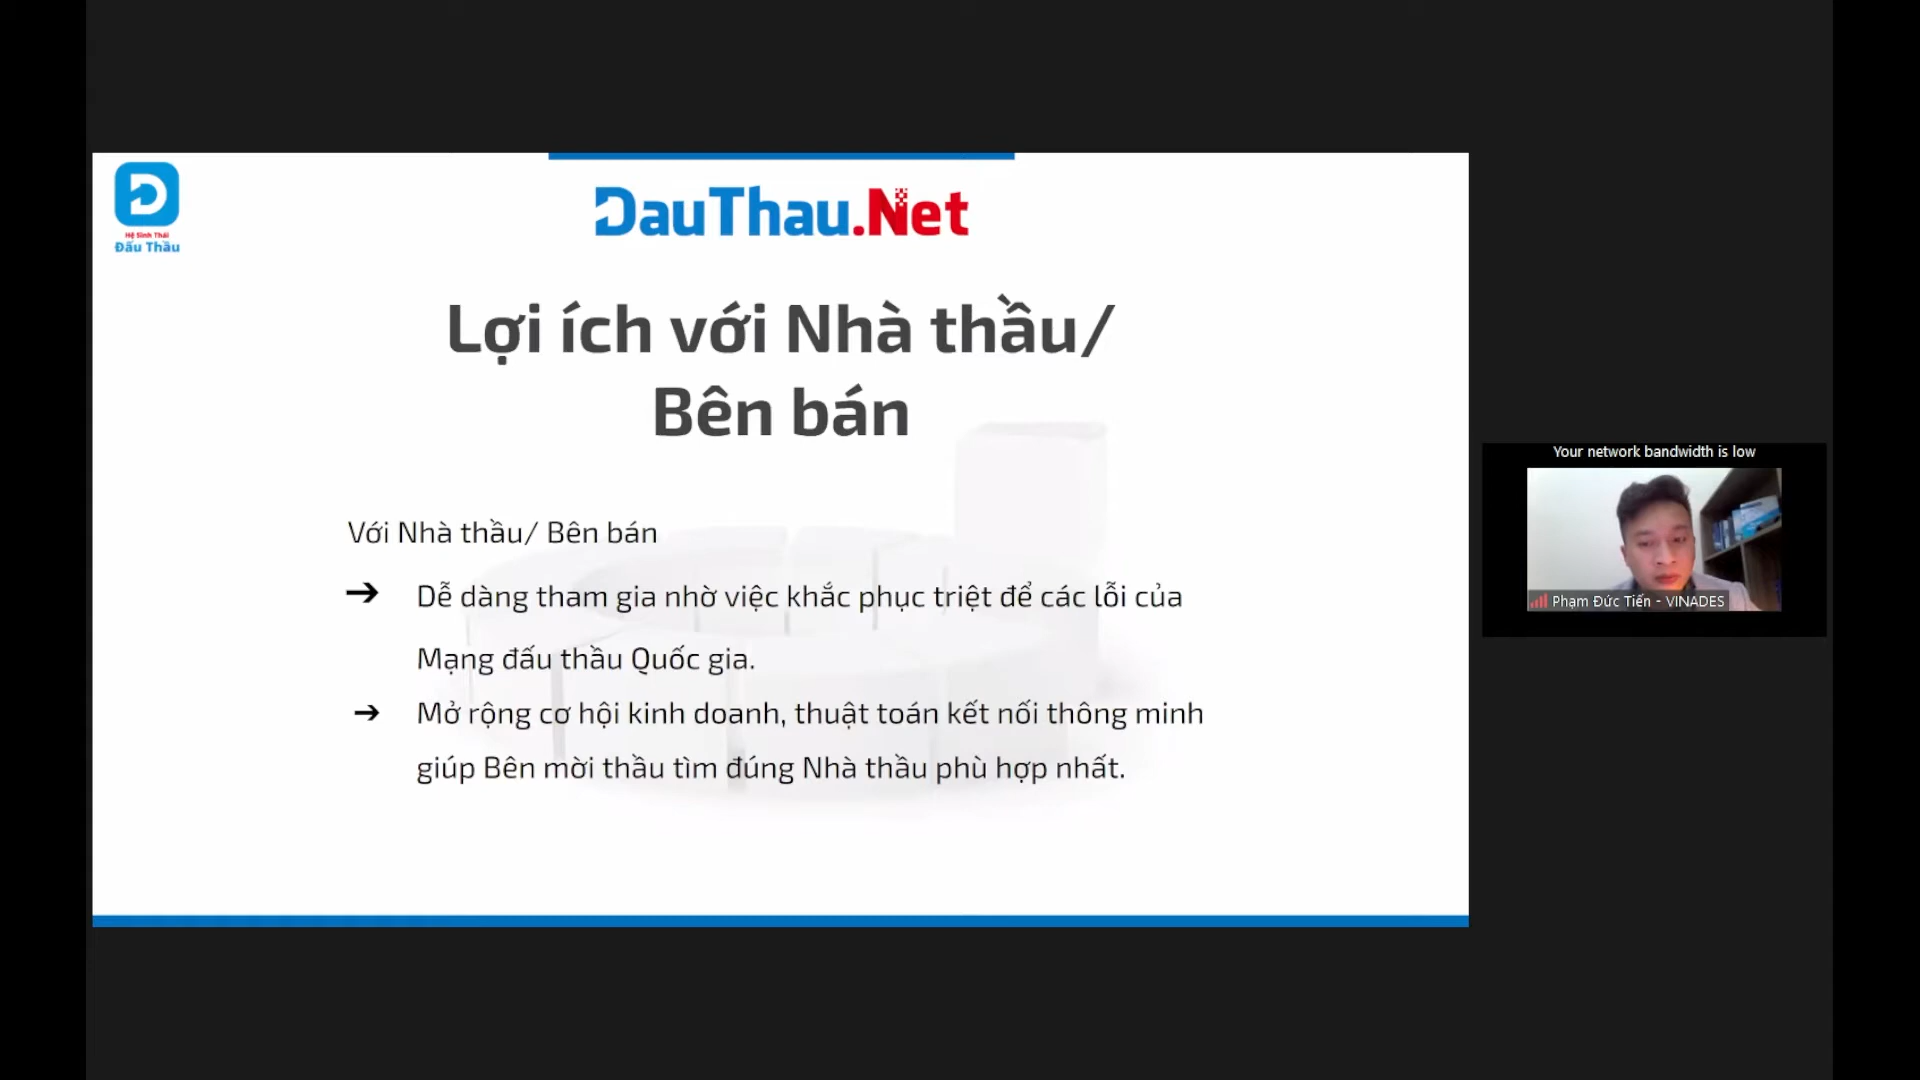 Hệ Sinh Thái
Đấu Thầu
DauThau.Net
Lợi ích với Nhà thầu/
Bên bán
Với Nhà thầu/ Bên bán
➔ Dễ dàng tham gia nhờ việc khắc phục triệt để các lỗi của
Mạng đấu thầu Quốc gia.
➔ Mở rộng cơ hội kinh doanh, thuật toán kết nối thông minh
giúp Bên mời thầu tìm đúng Nhà thầu phù hợp nhất.
Your network bandwidth is low
Phạm Đức Tiến - VINADES